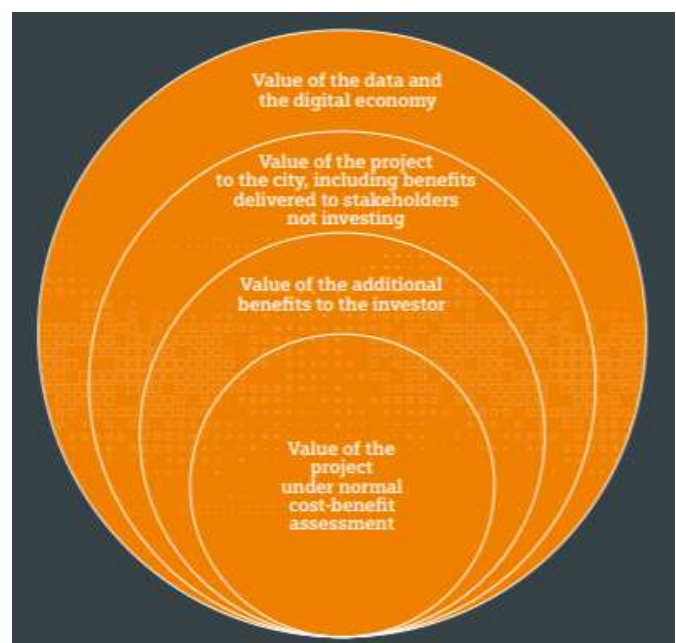 Value of the data and
the digital economy
Value of the project
to the city, including benefits
delivered to stakeholders
not investing
Value of the additional
benefits to the investor
Value of the
project
under normal
cost-benefit
assessment